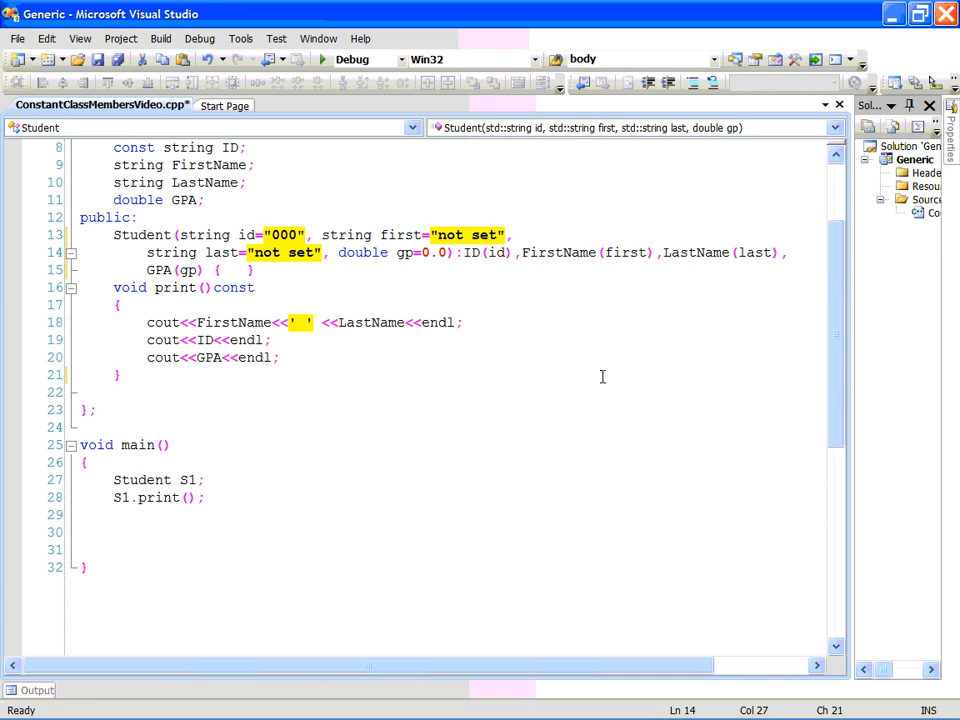 Generic - Microsoft Visual Studio
File Edit View Project Build Debug Tools Test Window Help
Debug Win32 body
ConstantClassMembersVideo.cpp* Start Page Sol...
Student Student(std::string id, std::string first, std::string last, double gp)
Properties
Solution 'Gen
Generic
Heade
Resou
Source
Co
8 const string ID;
9 string FirstName;
10 string LastName;
11 double GPA;
12 public:
13 Student(string id="000", string first="not set",
14 string last="not set", double gp=0.0):ID(id),FirstName(first),LastName(last),
15 GPA(gp) { }
16 void print()const
17 {
18 cout<<FirstName<<' ' <<LastName<<endl;
19 cout<<ID<<endl;
20 cout<<GPA<<endl;
21 }
22
23 };
24
25 void main()
26 {
27 Student S1;
28 S1.print();
29
30
31
32 }
Output
Ready Ln 14 Col 27 Ch 21 INS